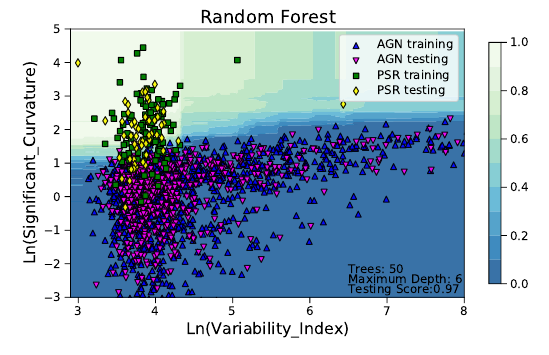 Random Forest
Ln(Significant_Curvature)
5
4
3
2
1
0
−1
−2
−3
3
4
5
6
7
8
Ln(Variability_Index)
AGN training
AGN testing
PSR training
PSR testing
Trees: 50
Maximum Depth: 6
Testing Score:0.97
1.0
0.8
0.6
0.4
0.2
0.0